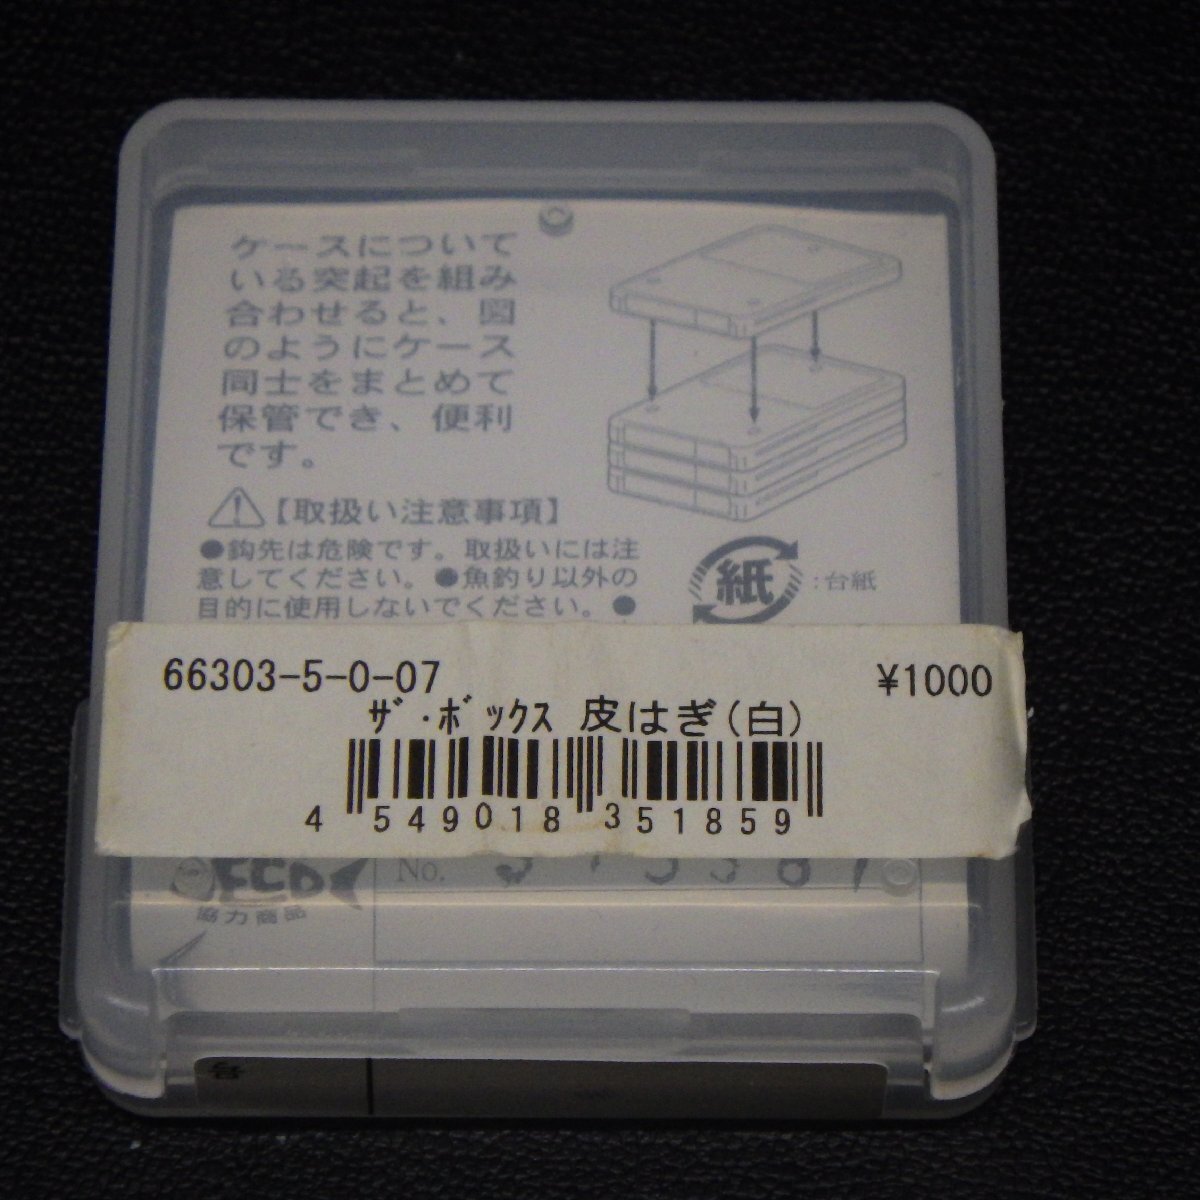 ケースについて
いる突起を組み
合わせると、図
のようにケース
同士をまとめて
保管でき、便利
です。
【取扱い注意事項】
●鈎先は危険です。取扱いには注
意してください。●魚釣り以外の
目的に使用しないでください。●
紙 :台紙
66303-5-0-07 ¥1000
ｻﾞ･ﾎﾞｯｸｽ 皮はぎ(白)
4 549018 351859
ECO No.
協力商品